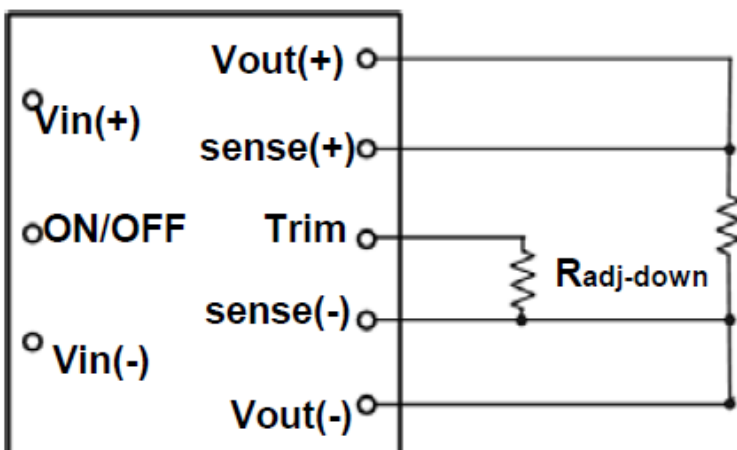 Vout(+)
Vin(+)
sense(+)
ON/OFF
Trim
Radj-down
sense(-)
Vin(-)
Vout(-)